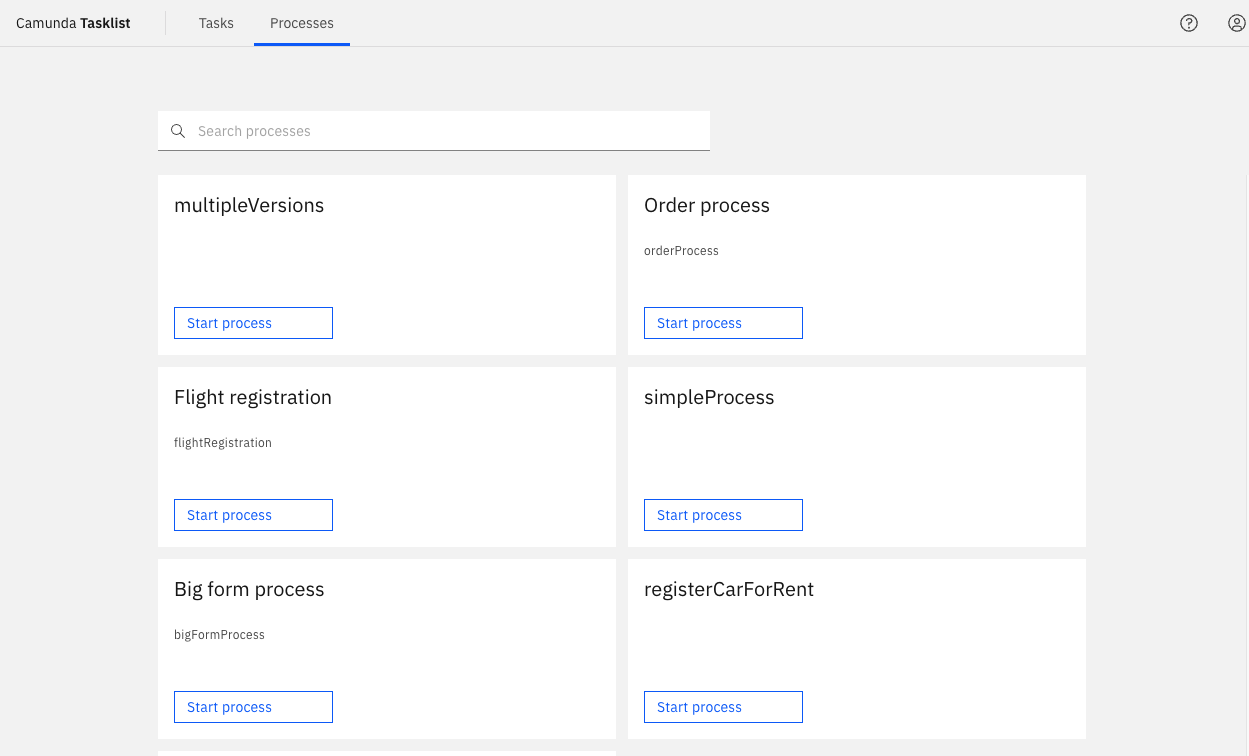 Camunda Tasklist
Tasks
Processes
Search processes
multipleVersions
Start process
Order process
orderProcess
Start process
Flight registration
flightRegistration
Start process
simpleProcess
Start process
Big form process
bigFormProcess
Start process
registerCarForRent
Start process